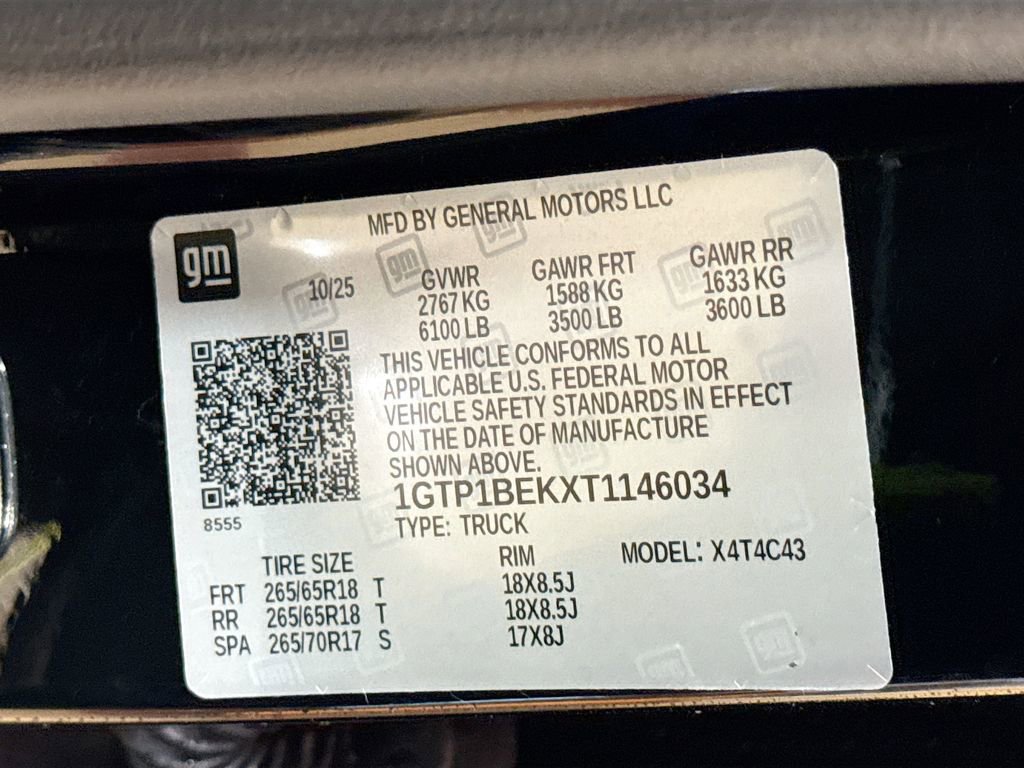 MFD BY GENERAL MOTORS LLC
gm
10/25 GVWR GAWR FRT GAWR RR
2767 KG 1588 KG 1633 KG
6100 LB 3500 LB 3600 LB
THIS VEHICLE CONFORMS TO ALL
APPLICABLE U.S. FEDERAL MOTOR
VEHICLE SAFETY STANDARDS IN EFFECT
ON THE DATE OF MANUFACTURE
SHOWN ABOVE.
1GTP1BEKXT1146034
8555
TYPE: TRUCK
TIRE SIZE RIM MODEL: X4T4C43
FRT 265/65R18 T 18X8.5J
RR 265/65R18 T 18X8.5J
SPA 265/70R17 S 17X8J